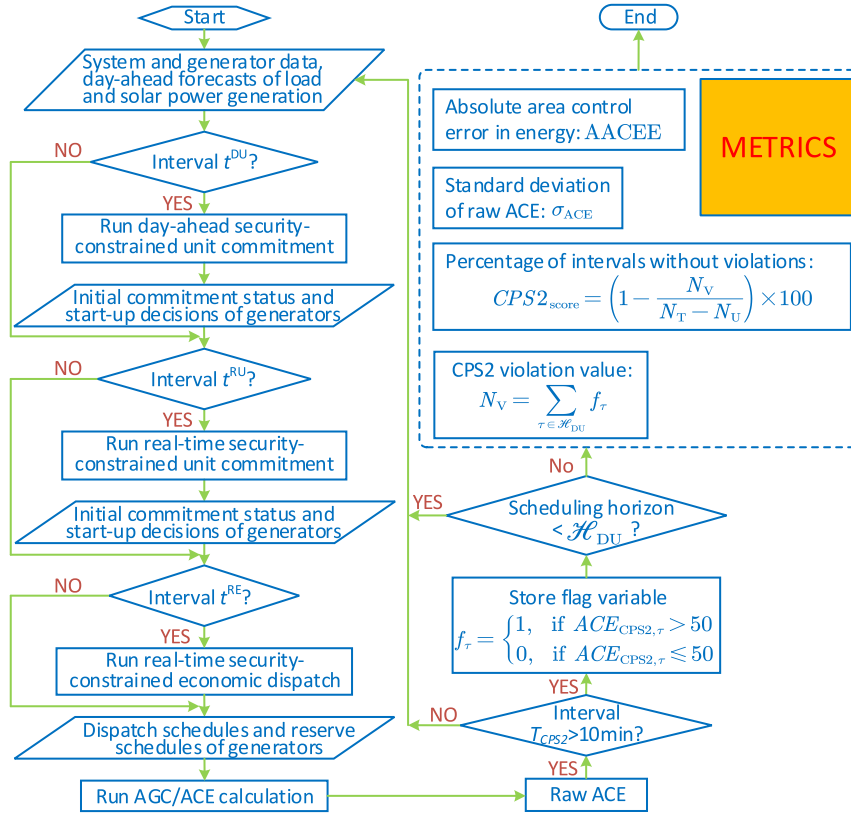 Start
System and generator data,
day-ahead forecasts of load
and solar power generation
NO
Interval t^DU?
YES
Run day-ahead security-
constrained unit commitment
Initial commitment status and
start-up decisions of generators
NO
Interval t^RU?
YES
Run real-time security-
constrained unit commitment
Initial commitment status and
start-up decisions of generators
NO
Interval t^RE?
YES
Run real-time security-
constrained economic dispatch
Dispatch schedules and reserve
schedules of generators
Run AGC/ACE calculation
Raw ACE
YES
Interval
T_CPS2>10min?
NO
YES
Store flag variable
f_τ = { 1, if ACE_CPS2,τ > 50
0, if ACE_CPS2,τ ⩽ 50
Scheduling horizon
< ℋ_DU ?
YES
No
CPS2 violation value:
N_V = ∑_{τ∈ℋ_DU} f_τ
Percentage of intervals without violations:
CPS2_score = (1 − N_V / (N_T − N_U)) × 100
Standard deviation
of raw ACE: σ_ACE
Absolute area control
error in energy: AACEE
METRICS
End